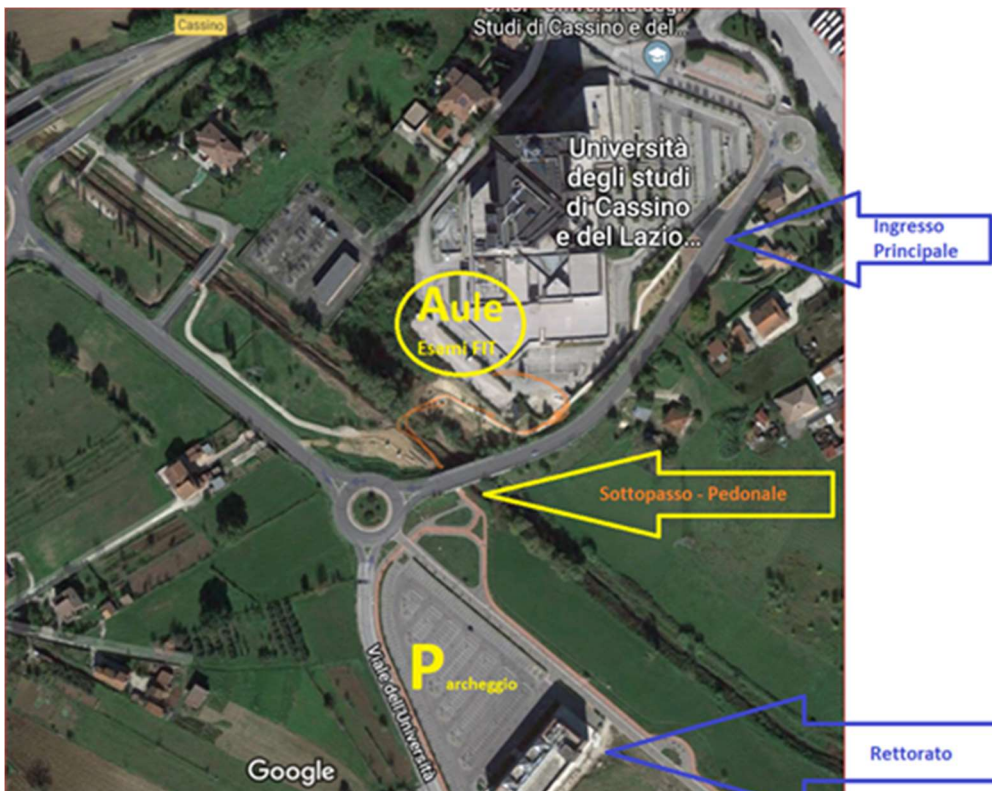 Cassino
Studi di Cassino e del...
Università
degli studi
di Cassino
e del Lazio...
Ingresso
Principale
Aule
Esami FIT
Sottopasso - Pedonale
Parcheggio
Viale dell'Università
Rettorato
Google